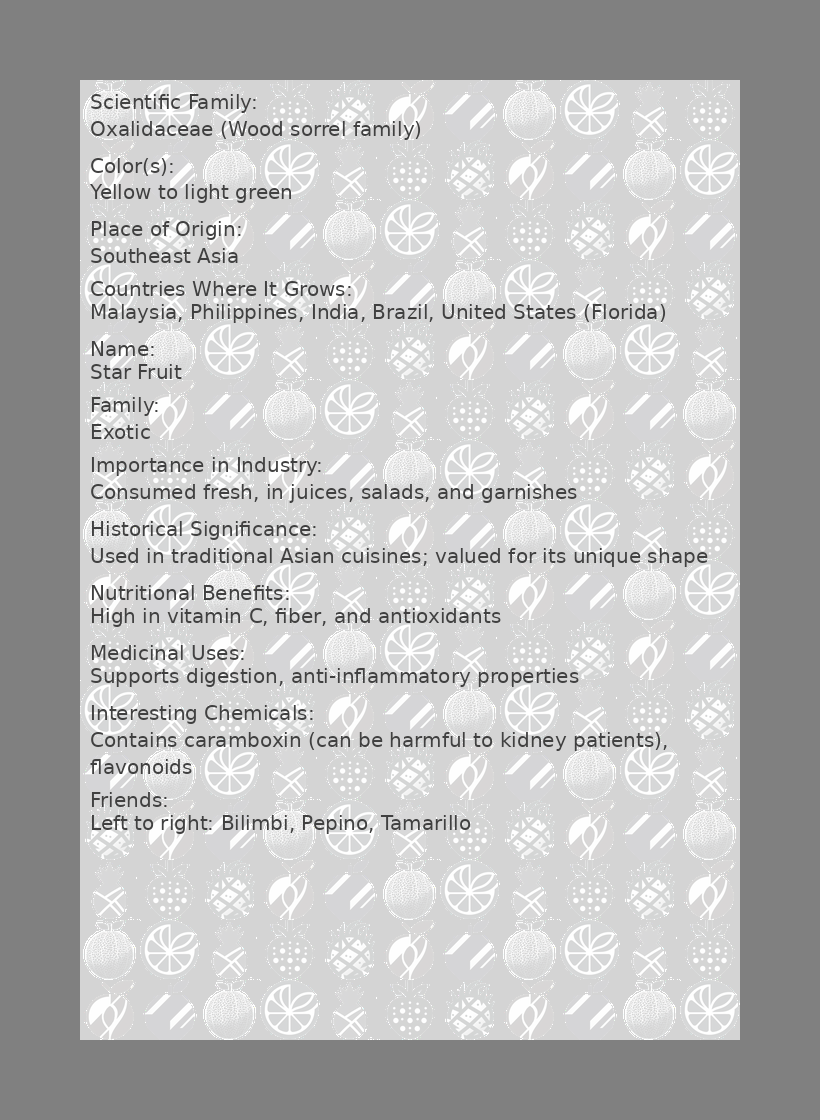 Scientific Family:
Oxalidaceae (Wood sorrel family)
Color(s):
Yellow to light green
Place of Origin:
Southeast Asia
Countries Where It Grows:
Malaysia, Philippines, India, Brazil, United States (Florida)
Name:
Star Fruit
Family:
Exotic
Importance in Industry:
Consumed fresh, in juices, salads, and garnishes
Historical Significance:
Used in traditional Asian cuisines; valued for its unique shape
Nutritional Benefits:
High in vitamin C, fiber, and antioxidants
Medicinal Uses:
Supports digestion, anti-inflammatory properties
Interesting Chemicals:
Contains caramboxin (can be harmful to kidney patients),
flavonoids
Friends:
Left to right: Bilimbi, Pepino, Tamarillo